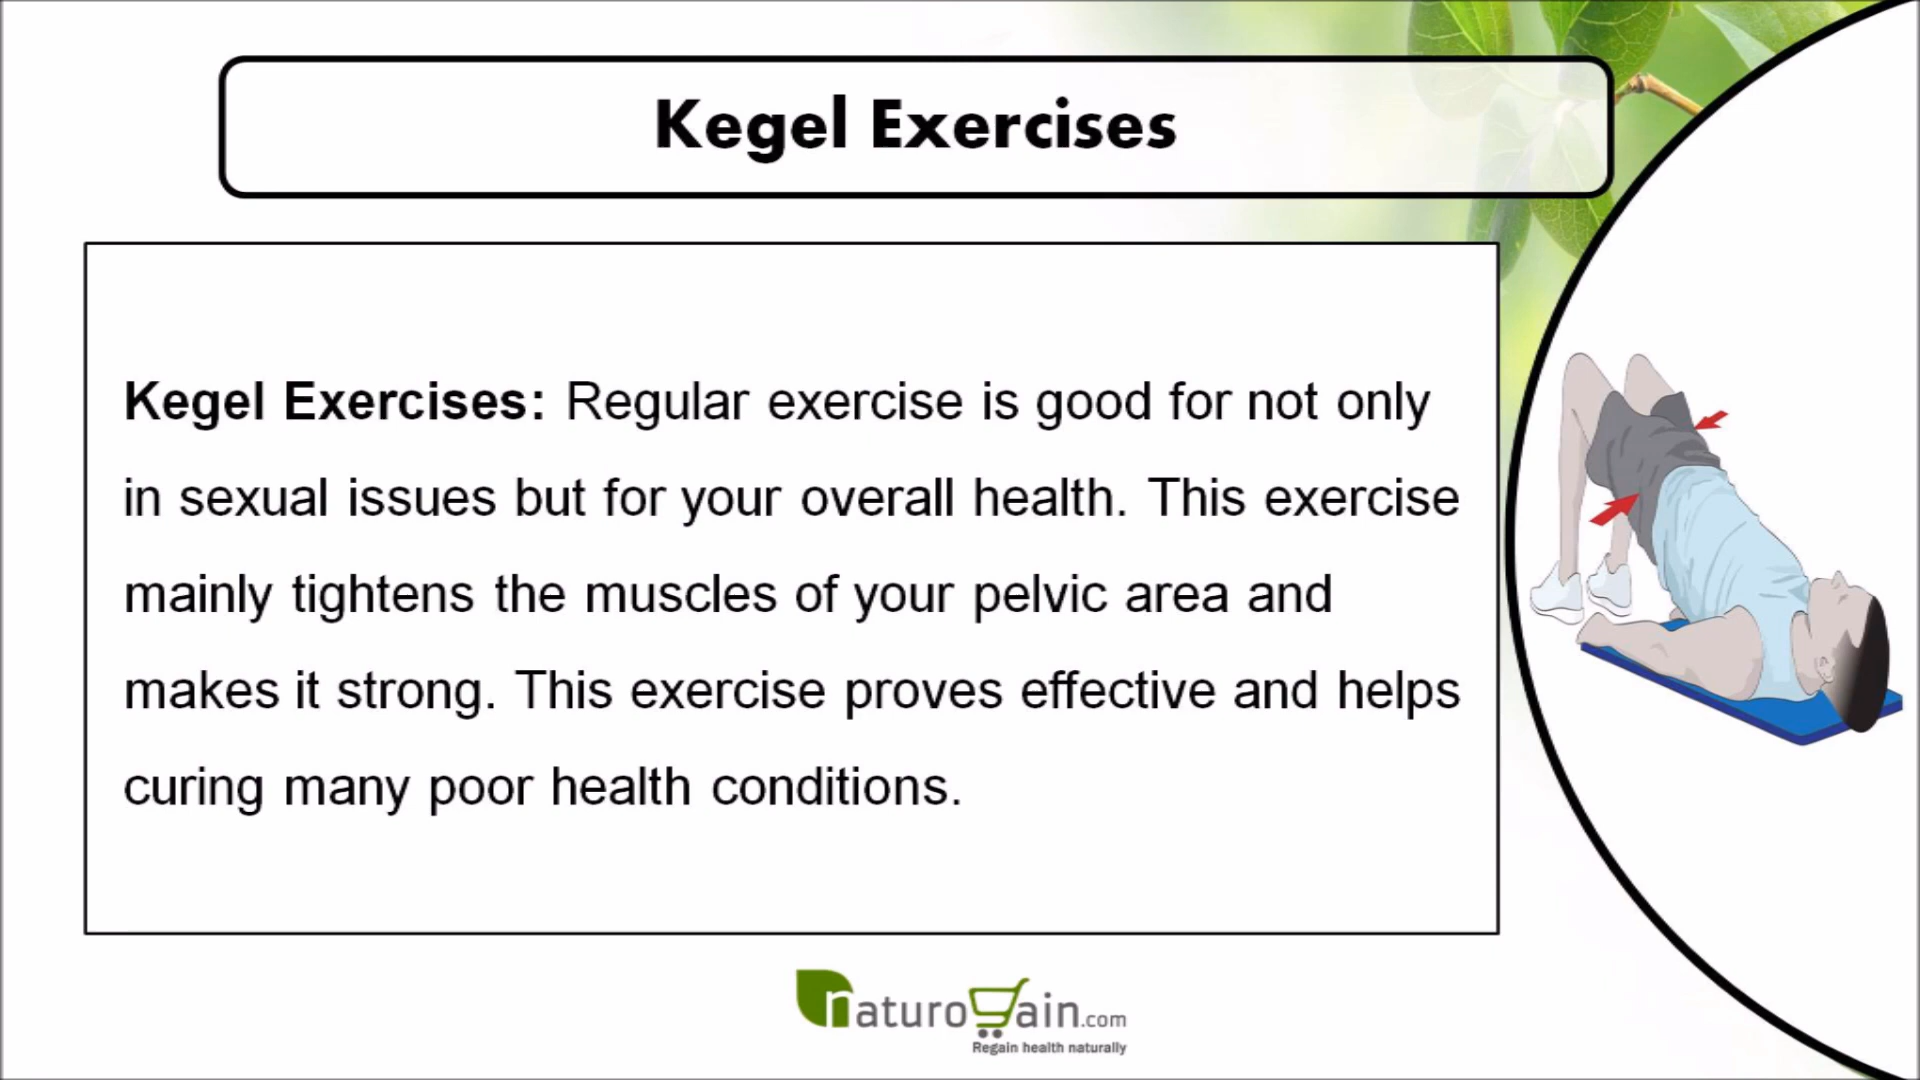 Kegel Exercises
Kegel Exercises: Regular exercise is good for not only
in sexual issues but for your overall health. This exercise
mainly tightens the muscles of your pelvic area and
makes it strong. This exercise proves effective and helps
curing many poor health conditions.
naturogain.com
Regain health naturally